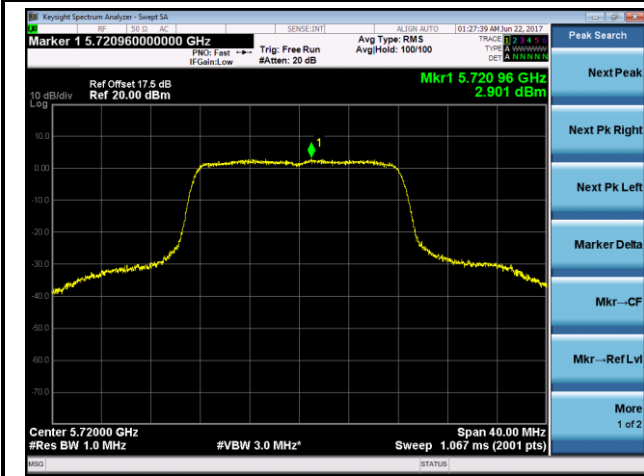 Keysight Spectrum Analyzer - Swept SA
RF 50 Ω AC SENSE:INT ALIGN AUTO 01:27:39 AM Jun 22, 2017
Marker 1 5.720960000000 GHz
PNO: Fast
IFGain:Low
Trig: Free Run
#Atten: 20 dB
Avg Type: RMS
Avg|Hold: 100/100
TRACE 1 2 3 4 5 6
TYPE A WWWWW
DET A N N N N N
Peak Search
Ref Offset 17.5 dB
10 dB/div Ref 20.00 dBm
Log
Mkr1 5.720 96 GHz
2.901 dBm
1
10.0
0.00
-10.0
-20.0
-30.0
-40.0
-50.0
-60.0
-70.0
Center 5.72000 GHz
Span 40.00 MHz
#Res BW 1.0 MHz
#VBW 3.0 MHz*
Sweep 1.067 ms (2001 pts)
MSG
STATUS
Next Peak
Next Pk Right
Next Pk Left
Marker Delta
Mkr→CF
Mkr→Ref Lvl
More
1 of 2